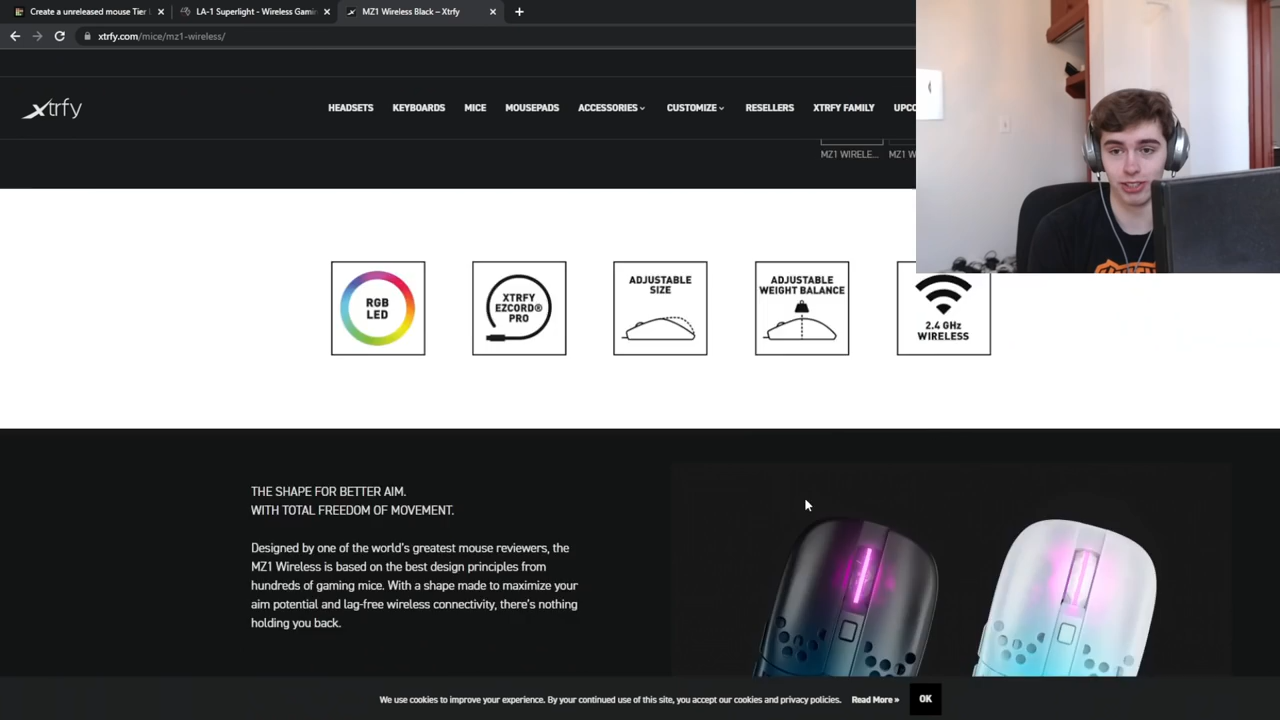 Create a unreleased mouse Tier
LA-1 Superlight - Wireless Gami
MZ1 Wireless Black – Xtrfy
xtrfy.com/mice/mz1-wireless/
xtrfy
HEADSETS KEYBOARDS MICE MOUSEPADS ACCESSORIES CUSTOMIZE RESELLERS XTRFY FAMILY UPCO
MZ1 WIRELE... MZ1 W
RGB
LED
XTRFY
EZCORD®
PRO
ADJUSTABLE
SIZE
ADJUSTABLE
WEIGHT BALANCE
2.4 GHz
WIRELESS
THE SHAPE FOR BETTER AIM.
WITH TOTAL FREEDOM OF MOVEMENT.
Designed by one of the world's greatest mouse reviewers, the
MZ1 Wireless is based on the best design principles from
hundreds of gaming mice. With a shape made to maximize your
aim potential and lag-free wireless connectivity, there's nothing
holding you back.
We use cookies to improve your experience. By your continued use of this site, you accept our cookies and privacy policies. Read More » OK